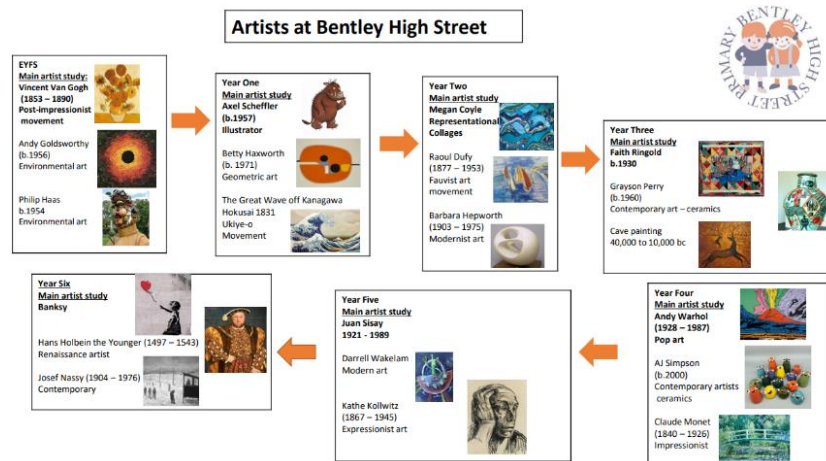 Artists at Bentley High Street
BENTLEY HIGH STREET PRIMARY
EYFS
Main artist study:
Vincent Van Gogh
(1853 – 1890)
Post-impressionist
movement
Andy Goldsworthy
(b.1956)
Environmental art
Philip Haas
b.1954
Environmental art
Year One
Main artist study
Axel Scheffler
(b.1957)
Illustrator
Betty Haxworth
(b. 1971)
Geometric art
The Great Wave off Kanagawa
Hokusai 1831
Ukiye-o
Movement
Year Two
Main artist study
Megan Coyle
Representational
Collages
Raoul Dufy
(1877 – 1953)
Fauvist art
movement
Barbara Hepworth
(1903 – 1975)
Modernist art
Year Three
Main artist study
Faith Ringold
b.1930
Grayson Perry
(b.1960)
Contemporary art – ceramics
Cave painting
40,000 to 10,000 bc
Year Four
Main artist study
Andy Warhol
(1928 – 1987)
Pop art
AJ Simpson
(b.2000)
Contemporary artists
ceramics
Claude Monet
(1840 – 1926)
Impressionist
Year Five
Main artist study
Juan Sisay
1921 - 1989
Darrell Wakelam
Modern art
Kathe Kollwitz
(1867 – 1945)
Expressionist art
Year Six
Main artist study
Banksy
Hans Holbein the Younger (1497 – 1543)
Renaissance artist
Josef Nassy (1904 – 1976)
Contemporary